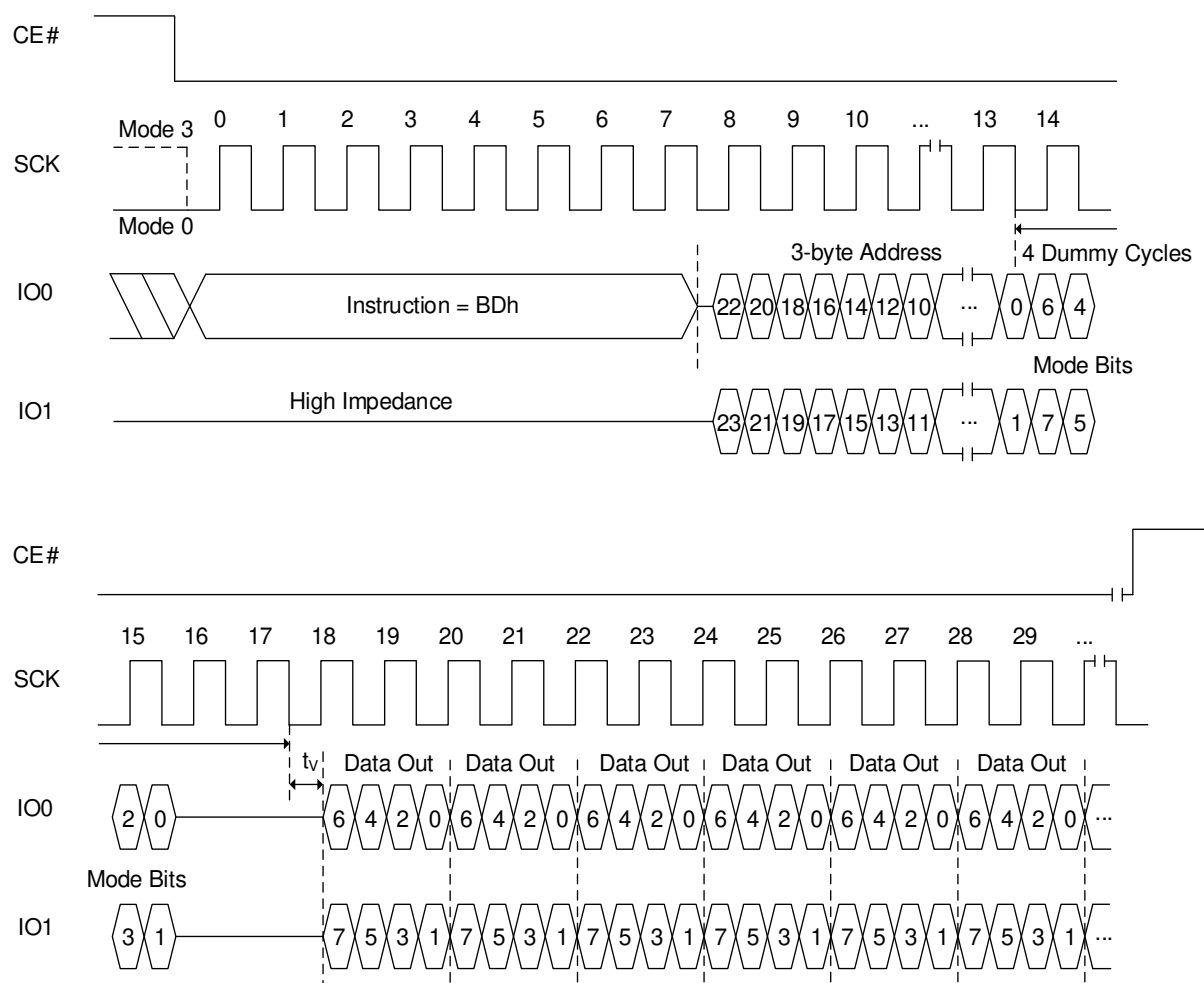 CE#
Mode 3 0 1 2 3 4 5 6 7 8 9 10 ... 13 14
SCK
Mode 0
3-byte Address 4 Dummy Cycles
IO0 Instruction = BDh 22 20 18 16 14 12 10 ... 0 6 4
Mode Bits
IO1 High Impedance 23 21 19 17 15 13 11 ... 1 7 5
CE#
15 16 17 18 19 20 21 22 23 24 25 26 27 28 29 ...
SCK
tV Data Out Data Out Data Out Data Out Data Out Data Out
IO0 2 0 6 4 2 0 6 4 2 0 6 4 2 0 6 4 2 0 6 4 2 0 6 4 2 0 ...
Mode Bits
IO1 3 1 7 5 3 1 7 5 3 1 7 5 3 1 7 5 3 1 7 5 3 1 7 5 3 1 ...